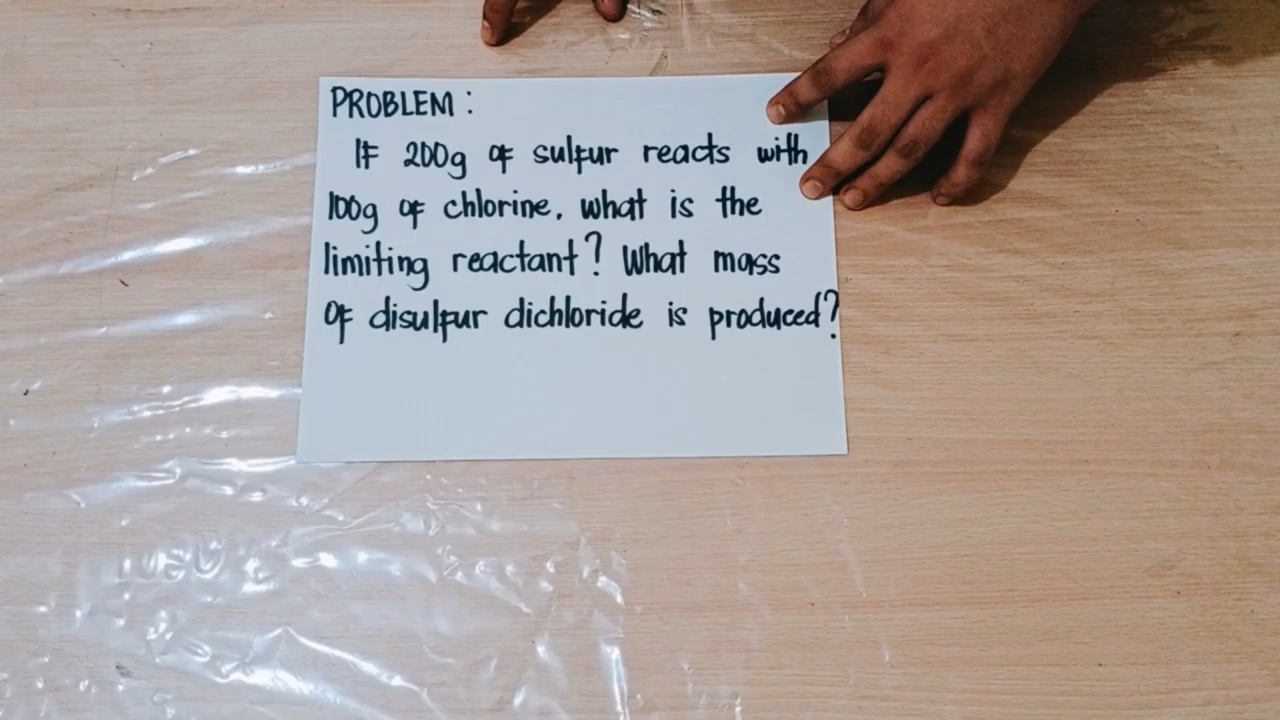 PROBLEM :
If 200g of sulfur reacts with
100g of chlorine, what is the
limiting reactant? What mass
of disulfur dichloride is produced?